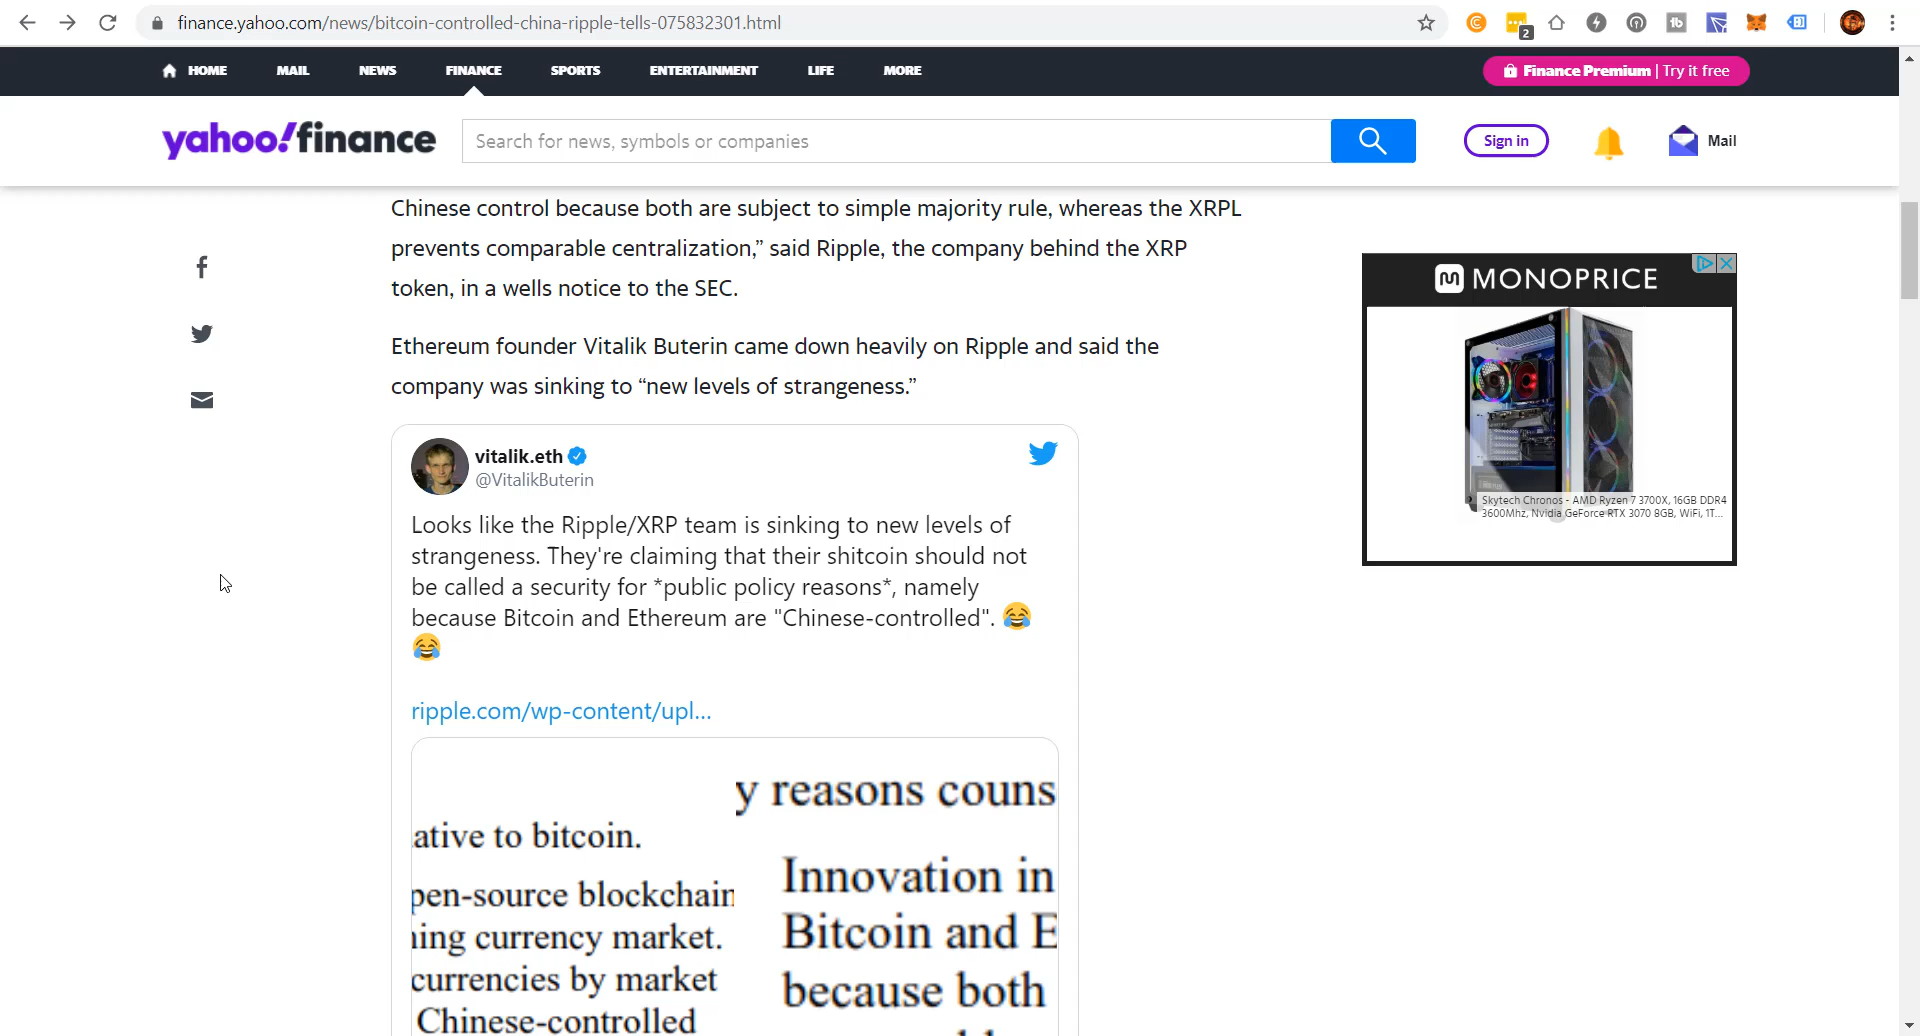 finance.yahoo.com/news/bitcoin-controlled-china-ripple-tells-075832301.html
2
HOME MAIL NEWS FINANCE SPORTS ENTERTAINMENT LIFE MORE
Finance Premium | Try it free
yahoo!finance
Search for news, symbols or companies
Sign in
Mail
Chinese control because both are subject to simple majority rule, whereas the XRPL
prevents comparable centralization,” said Ripple, the company behind the XRP
token, in a wells notice to the SEC.
Ethereum founder Vitalik Buterin came down heavily on Ripple and said the
company was sinking to “new levels of strangeness.”
vitalik.eth
@VitalikButerin
Looks like the Ripple/XRP team is sinking to new levels of
strangeness. They're claiming that their shitcoin should not
be called a security for *public policy reasons*, namely
because Bitcoin and Ethereum are "Chinese-controlled". 😂
😂
ripple.com/wp-content/upl...
ative to bitcoin.
pen-source blockchain
ing currency market.
currencies by market
Chinese-controlled
y reasons couns
Innovation in
Bitcoin and E
because both
MONOPRICE
Skytech Chronos - AMD Ryzen 7 3700X, 16GB DDR4
3600Mhz, Nvidia GeForce RTX 3070 8GB, WiFi, 1T...